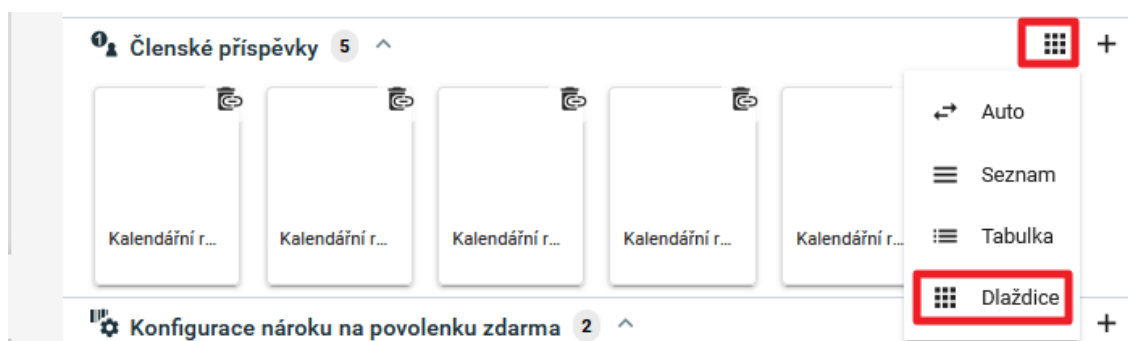 Členské příspěvky 5
Auto
Seznam
Tabulka
Dlaždice
Kalendářní r...
Kalendářní r...
Kalendářní r...
Kalendářní r...
Kalendářní r...
Konfigurace nároku na povolenku zdarma 2